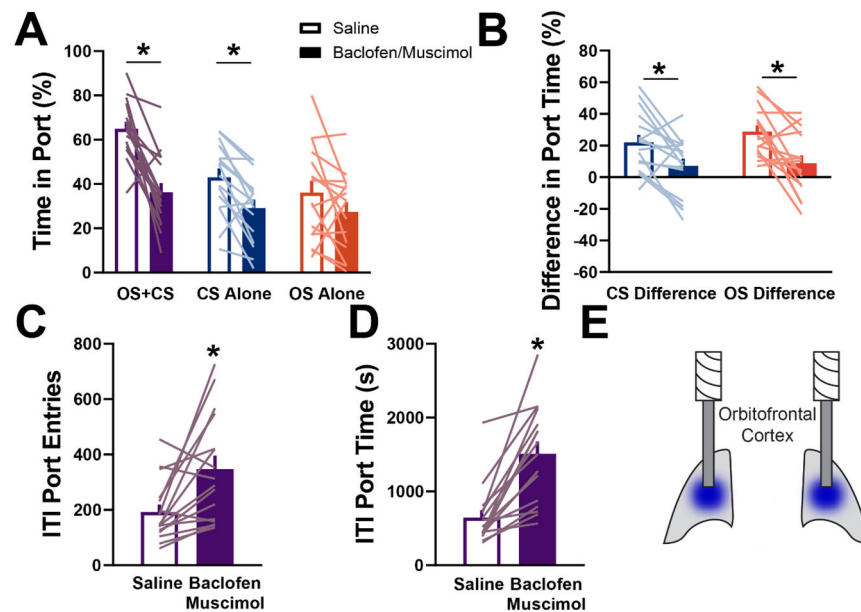 A
Time in Port (%)
100
80
60
40
20
0
*
*
OS+CS
CS Alone
OS Alone
Saline
Baclofen/Muscimol
B
Difference in Port Time (%)
80
60
40
20
0
-20
-40
-60
*
*
CS Difference
OS Difference
C
ITI Port Entries
800
600
400
200
0
*
Saline
Baclofen
Muscimol
D
ITI Port Time (s)
3000
2000
1000
0
*
Saline
Baclofen
Muscimol
E
Orbitofrontal
Cortex